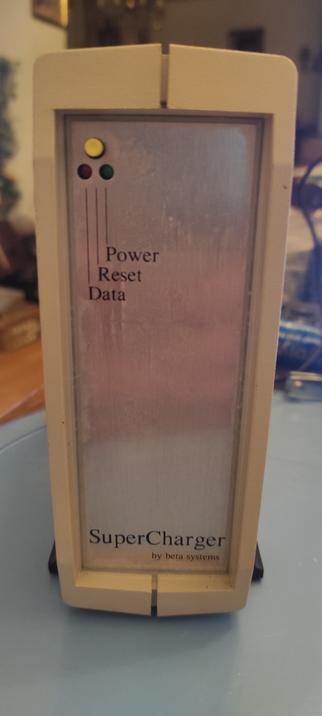 Power
Reset
Data
SuperCharger
by beta systems